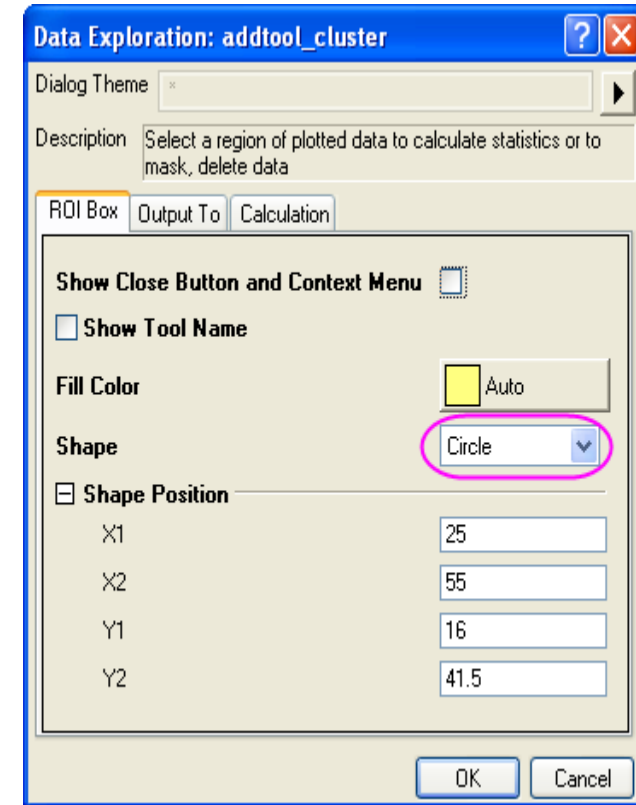 Data Exploration: addtool_cluster
Dialog Theme *
Description Select a region of plotted data to calculate statistics or to
mask, delete data
ROI Box Output To Calculation
Show Close Button and Context Menu
Show Tool Name
Fill Color Auto
Shape Circle
Shape Position
X1 25
X2 55
Y1 16
Y2 41.5
OK Cancel